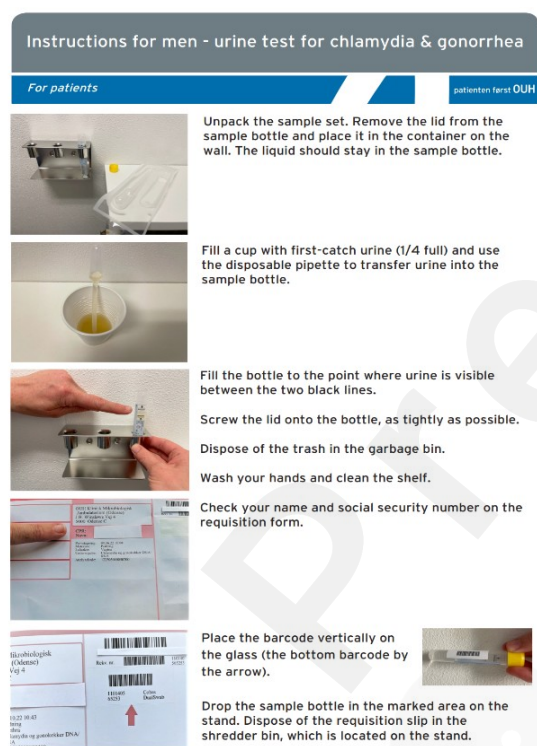 Instructions for men - urine test for chlamydia & gonorrhea
For patients
patienten først OUH
Unpack the sample set. Remove the lid from the
sample bottle and place it in the container on the
wall. The liquid should stay in the sample bottle.
Fill a cup with first-catch urine (1/4 full) and use
the disposable pipette to transfer urine into the
sample bottle.
Fill the bottle to the point where urine is visible
between the two black lines.
Screw the lid onto the bottle, as tightly as possible.
Dispose of the trash in the garbage bin.
Wash your hands and clean the shelf.
Check your name and social security number on the
requisition form.
Place the barcode vertically on
the glass (the bottom barcode by
the arrow).
Drop the sample bottle in the marked area on the
stand. Dispose of the requisition slip in the
shredder bin, which is located on the stand.
(Odense)
Vej 4
Pre